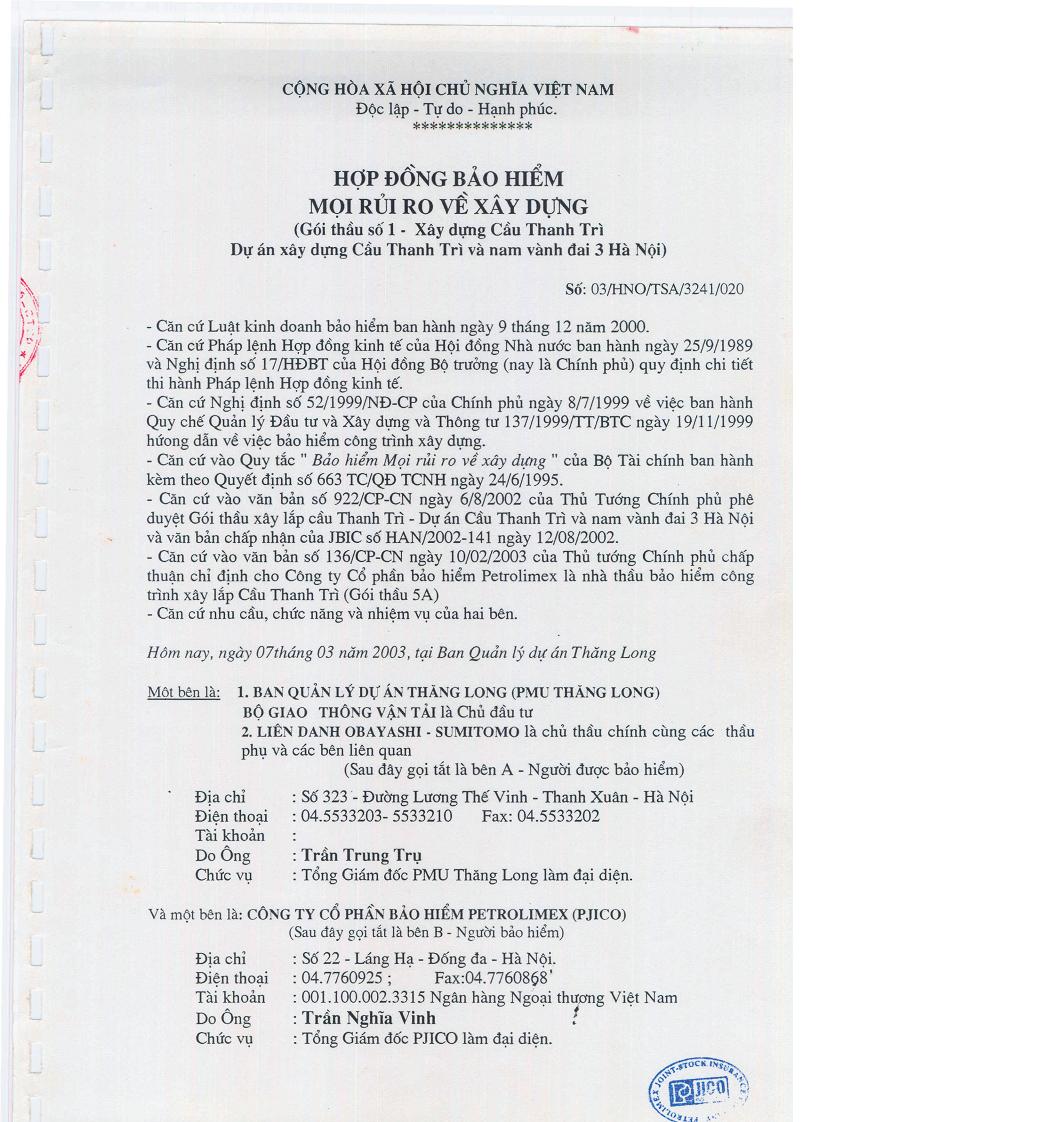 CỘNG HÒA XÃ HỘI CHỦ NGHĨA VIỆT NAM
Độc lập - Tự do - Hạnh phúc.
**************
HỢP ĐỒNG BẢO HIỂM
MỌI RỦI RO VỀ XÂY DỰNG
(Gói thầu số 1 - Xây dựng Cầu Thanh Trì
Dự án xây dựng Cầu Thanh Trì và nam vành đai 3 Hà Nội)
Số: 03/HNO/TSA/3241/020
- Căn cứ Luật kinh doanh bảo hiểm ban hành ngày 9 tháng 12 năm 2000.
- Căn cứ Pháp lệnh Hợp đồng kinh tế của Hội đồng Nhà nước ban hành ngày 25/9/1989
và Nghị định số 17/HĐBT của Hội đồng Bộ trưởng (nay là Chính phủ) quy định chi tiết
thi hành Pháp lệnh Hợp đồng kinh tế.
- Căn cứ Nghị định số 52/1999/NĐ-CP của Chính phủ ngày 8/7/1999 về việc ban hành
Quy chế Quản lý Đầu tư và Xây dựng và Thông tư 137/1999/TT/BTC ngày 19/11/1999
hứơng dẫn về việc bảo hiểm công trình xây dựng.
- Căn cứ vào Quy tắc " Bảo hiểm Mọi rủi ro về xây dựng " của Bộ Tài chính ban hành
kèm theo Quyết định số 663 TC/QĐ TCNH ngày 24/6/1995.
- Căn cứ vào văn bản số 922/CP-CN ngày 6/8/2002 của Thủ Tướng Chính phủ phê
duyệt Gói thầu xây lắp cầu Thanh Trì - Dự án Cầu Thanh Trì và nam vành đai 3 Hà Nội
và văn bản chấp nhận của JBIC số HAN/2002-141 ngày 12/08/2002.
- Căn cứ vào văn bản số 136/CP-CN ngày 10/02/2003 của Thủ tướng Chính phủ chấp
thuận chỉ định cho Công ty Cổ phần bảo hiểm Petrolimex là nhà thầu bảo hiểm công
trình xây lắp Cầu Thanh Trì (Gói thầu 5A)
- Căn cứ nhu cầu, chức năng và nhiệm vụ của hai bên.
Hôm nay, ngày 07tháng 03 năm 2003, tại Ban Quản lý dự án Thăng Long
Một bên là: 1. BAN QUẢN LÝ DỰ ÁN THĂNG LONG (PMU THĂNG LONG)
BỘ GIAO THÔNG VẬN TẢI là Chủ đầu tư
2. LIÊN DANH OBAYASHI - SUMITOMO là chủ thầu chính cùng các thầu
phụ và các bên liên quan
(Sau đây gọi tắt là bên A - Người được bảo hiểm)
Địa chỉ : Số 323 - Đường Lương Thế Vinh - Thanh Xuân - Hà Nội
Điện thoại : 04.5533203- 5533210 Fax: 04.5533202
Tài khoản :
Do Ông : Trần Trung Trụ
Chức vụ : Tổng Giám đốc PMU Thăng Long làm đại diện.
Và một bên là: CÔNG TY CỔ PHẦN BẢO HIỂM PETROLIMEX (PJICO)
(Sau đây gọi tắt là bên B - Người bảo hiểm)
Địa chỉ : Số 22 - Láng Hạ - Đống đa - Hà Nội.
Điện thoại : 04.7760925 ; Fax:04.7760868
Tài khoản : 001.100.002.3315 Ngân hàng Ngoại thương Việt Nam
Do Ông : Trần Nghĩa Vinh
Chức vụ : Tổng Giám đốc PJICO làm đại diện.
PETROLIMEX JOINT-STOCK INSURANCE
PJICO